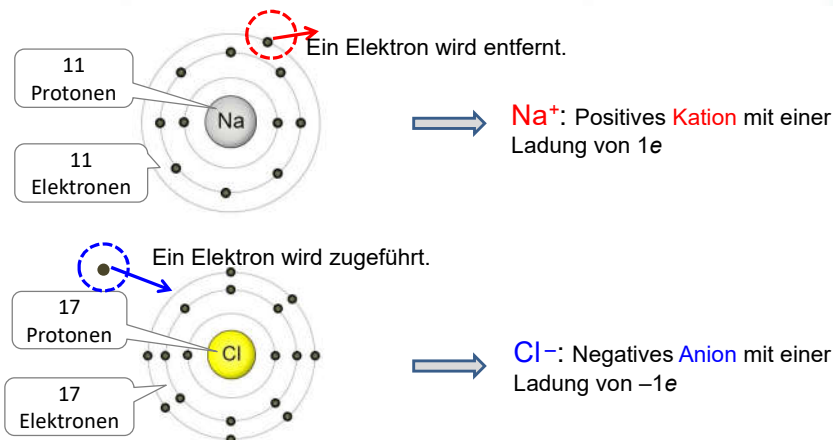 Ein Elektron wird entfernt.
11
Protonen
Na
11
Elektronen
Na⁺: Positives Kation mit einer
Ladung von 1e
Ein Elektron wird zugeführt.
17
Protonen
Cl
17
Elektronen
Cl⁻: Negatives Anion mit einer
Ladung von –1e